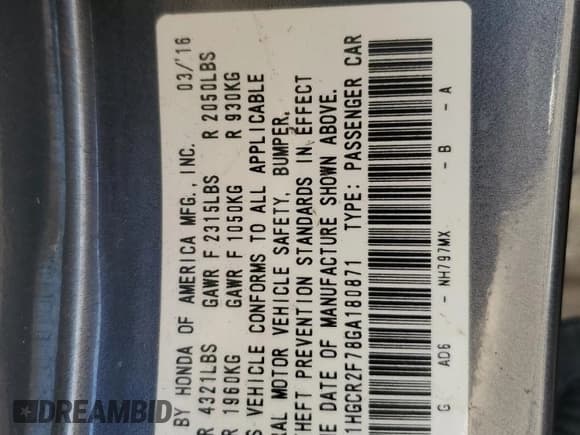 BY HONDA OF AMERICA MFG., INC. 03/'16
4321LBS GAWR F 2315LBS R 2050LBS
1960KG GAWR F 1050KG R 930KG
VEHICLE CONFORMS TO ALL APPLICABLE
MOTOR VEHICLE SAFETY, BUMPER,
THEFT PREVENTION STANDARDS IN EFFECT
DATE OF MANUFACTURE SHOWN ABOVE.
1HGCR2F78GA180871 TYPE: PASSENGER CAR
G AD6 - NH797MX - B - A
DREAMBID